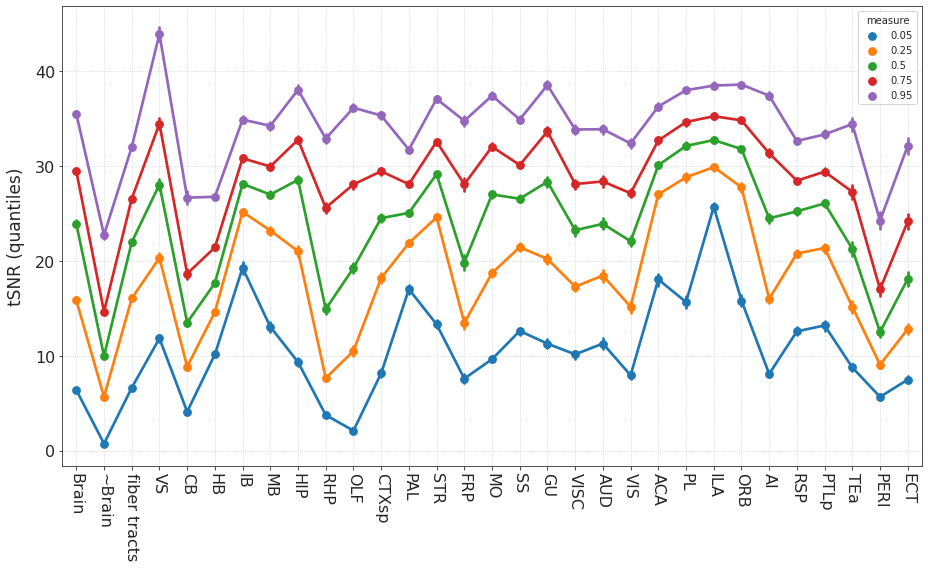 tSNR (quantiles)
40
30
20
10
0
measure
0.05
0.25
0.5
0.75
0.95
Brain
~Brain
fiber tracts
VS
CB
HB
IB
MB
HIP
RHP
OLF
CTXsp
PAL
STR
FRP
MO
SS
GU
VISC
AUD
VIS
ACA
PL
ILA
ORB
AI
RSP
PTLp
TEa
PERI
ECT